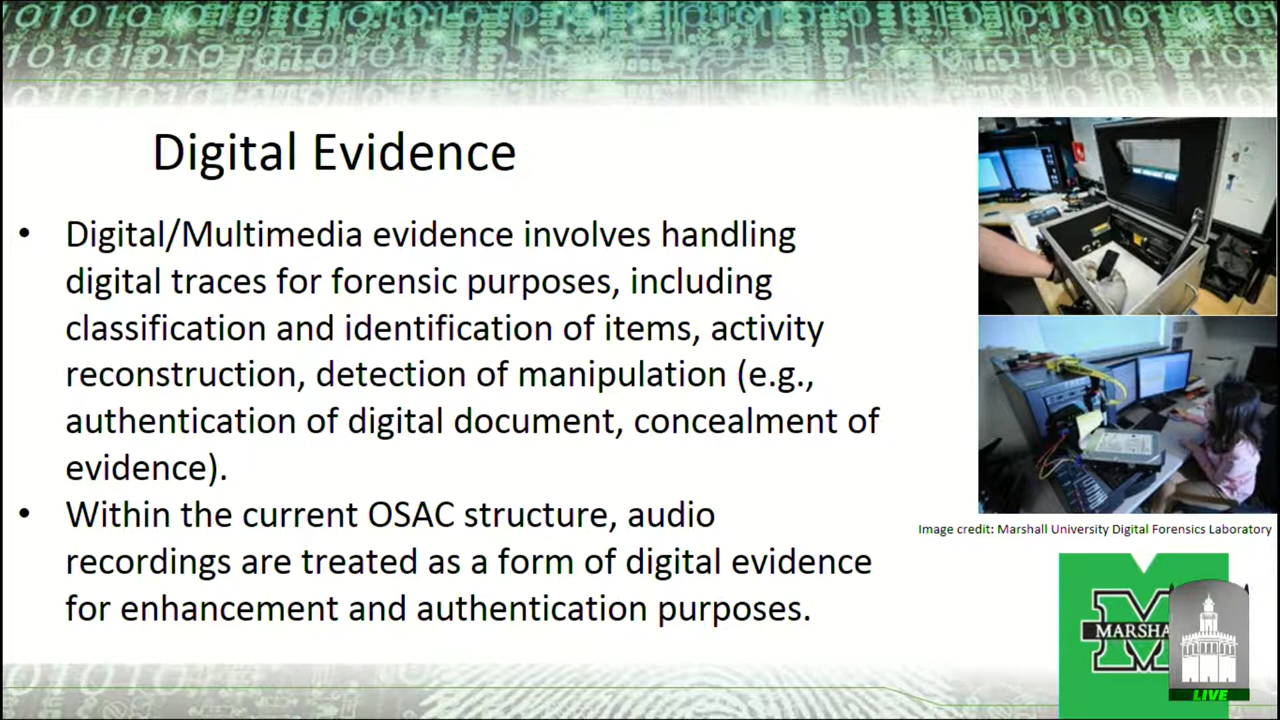 Digital Evidence
• Digital/Multimedia evidence involves handling
digital traces for forensic purposes, including
classification and identification of items, activity
reconstruction, detection of manipulation (e.g.,
authentication of digital document, concealment of
evidence).
• Within the current OSAC structure, audio
recordings are treated as a form of digital evidence
for enhancement and authentication purposes.
Image credit: Marshall University Digital Forensics Laboratory
M
MARSHA
LIVE